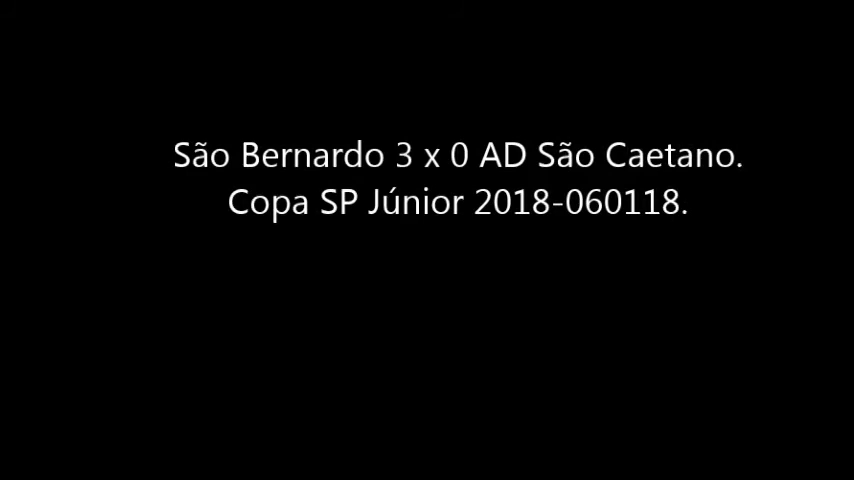 São Bernardo 3 x 0 AD São Caetano.
Copa SP Júnior 2018-060118.